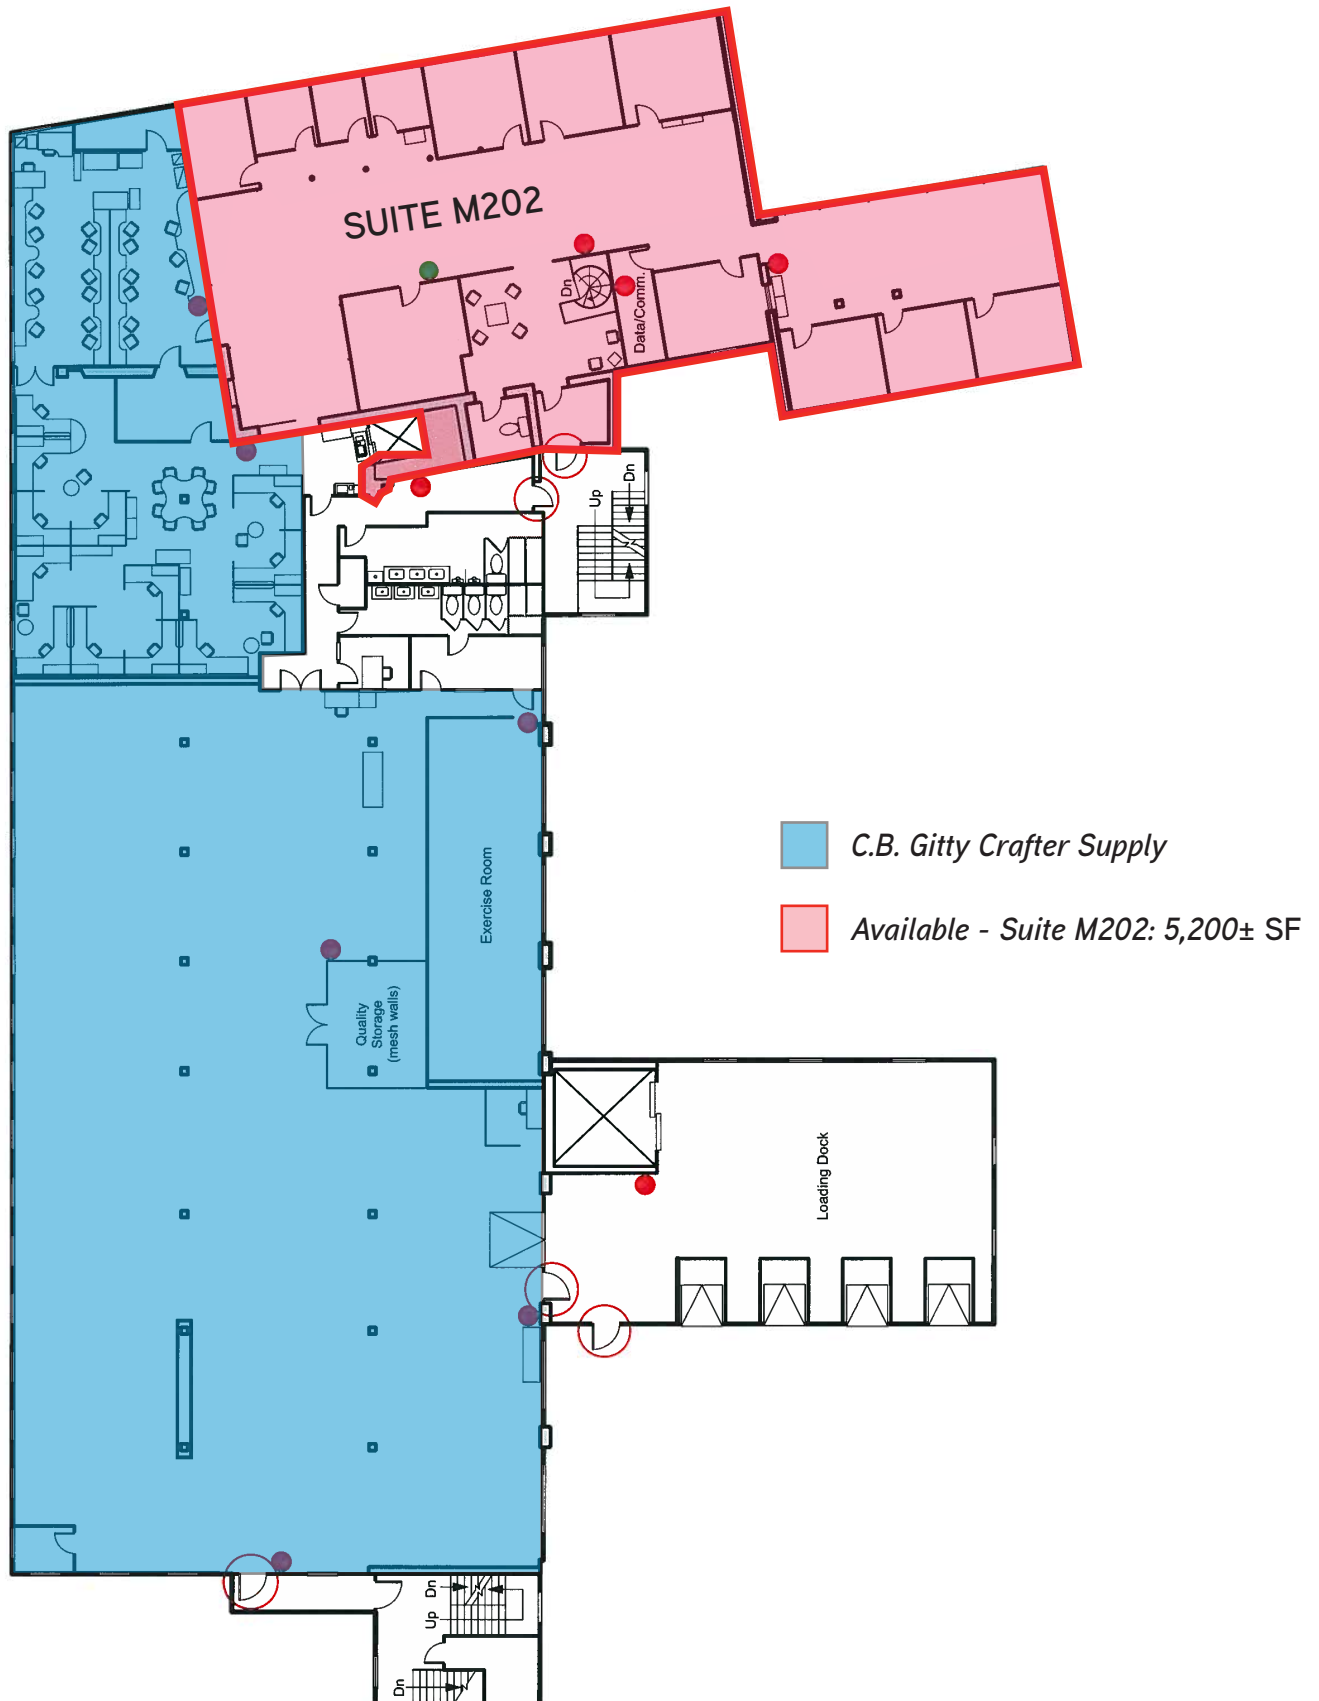 SUITE M202
Dn
Data/Comm.
Up
Dn
C.B. Gitty Crafter Supply
Exercise Room
Available - Suite M202: 5,200± SF
Quality
Storage
(mesh walls)
Loading Dock
Dn
Up
Dn